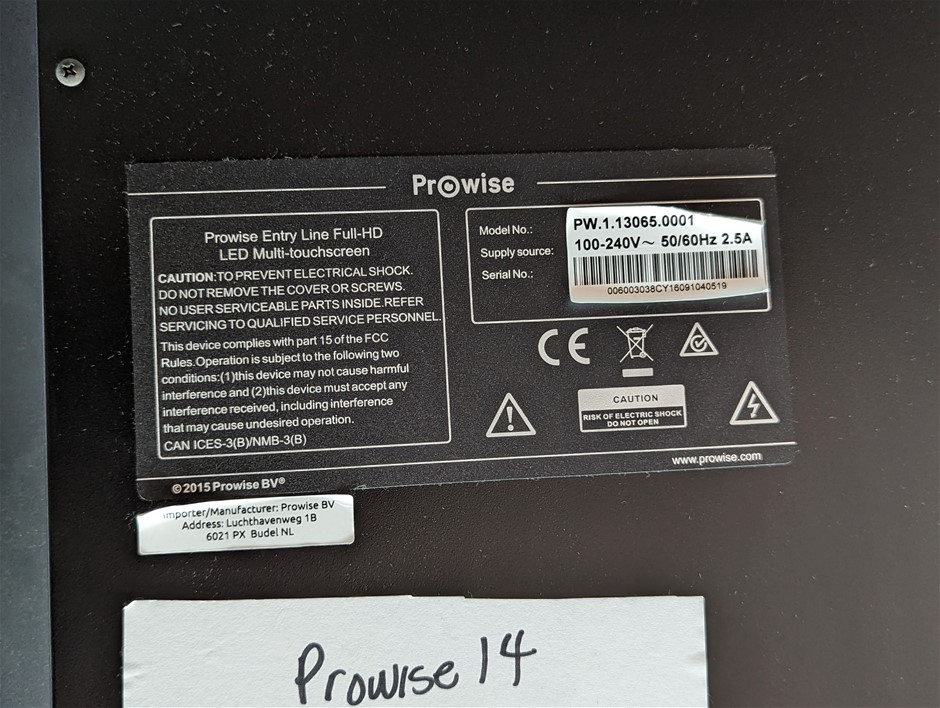 Prowise
Prowise Entry Line Full-HD
LED Multi-touchscreen
CAUTION:TO PREVENT ELECTRICAL SHOCK.
DO NOT REMOVE THE COVER OR SCREWS.
NO USER SERVICEABLE PARTS INSIDE.REFER
SERVICING TO QUALIFIED SERVICE PERSONNEL.
This device complies with part 15 of the FCC
Rules.Operation is subject to the following two
conditions:(1)this device may not cause harmful
interference and (2)this device must accept any
interference received, including interference
that may cause undesired operation.
CAN ICES-3(B)/NMB-3(B)
Model No.: PW.1.13065.0001
Supply source: 100-240V~ 50/60Hz 2.5A
Serial No.:
006003038CY16091040519
CE
CAUTION
RISK OF ELECTRIC SHOCK
DO NOT OPEN
www.prowise.com
©2015 Prowise BV®
Importer/Manufacturer: Prowise BV
Address: Luchthavenweg 1B
6021 PX Budel NL
Prowise 14